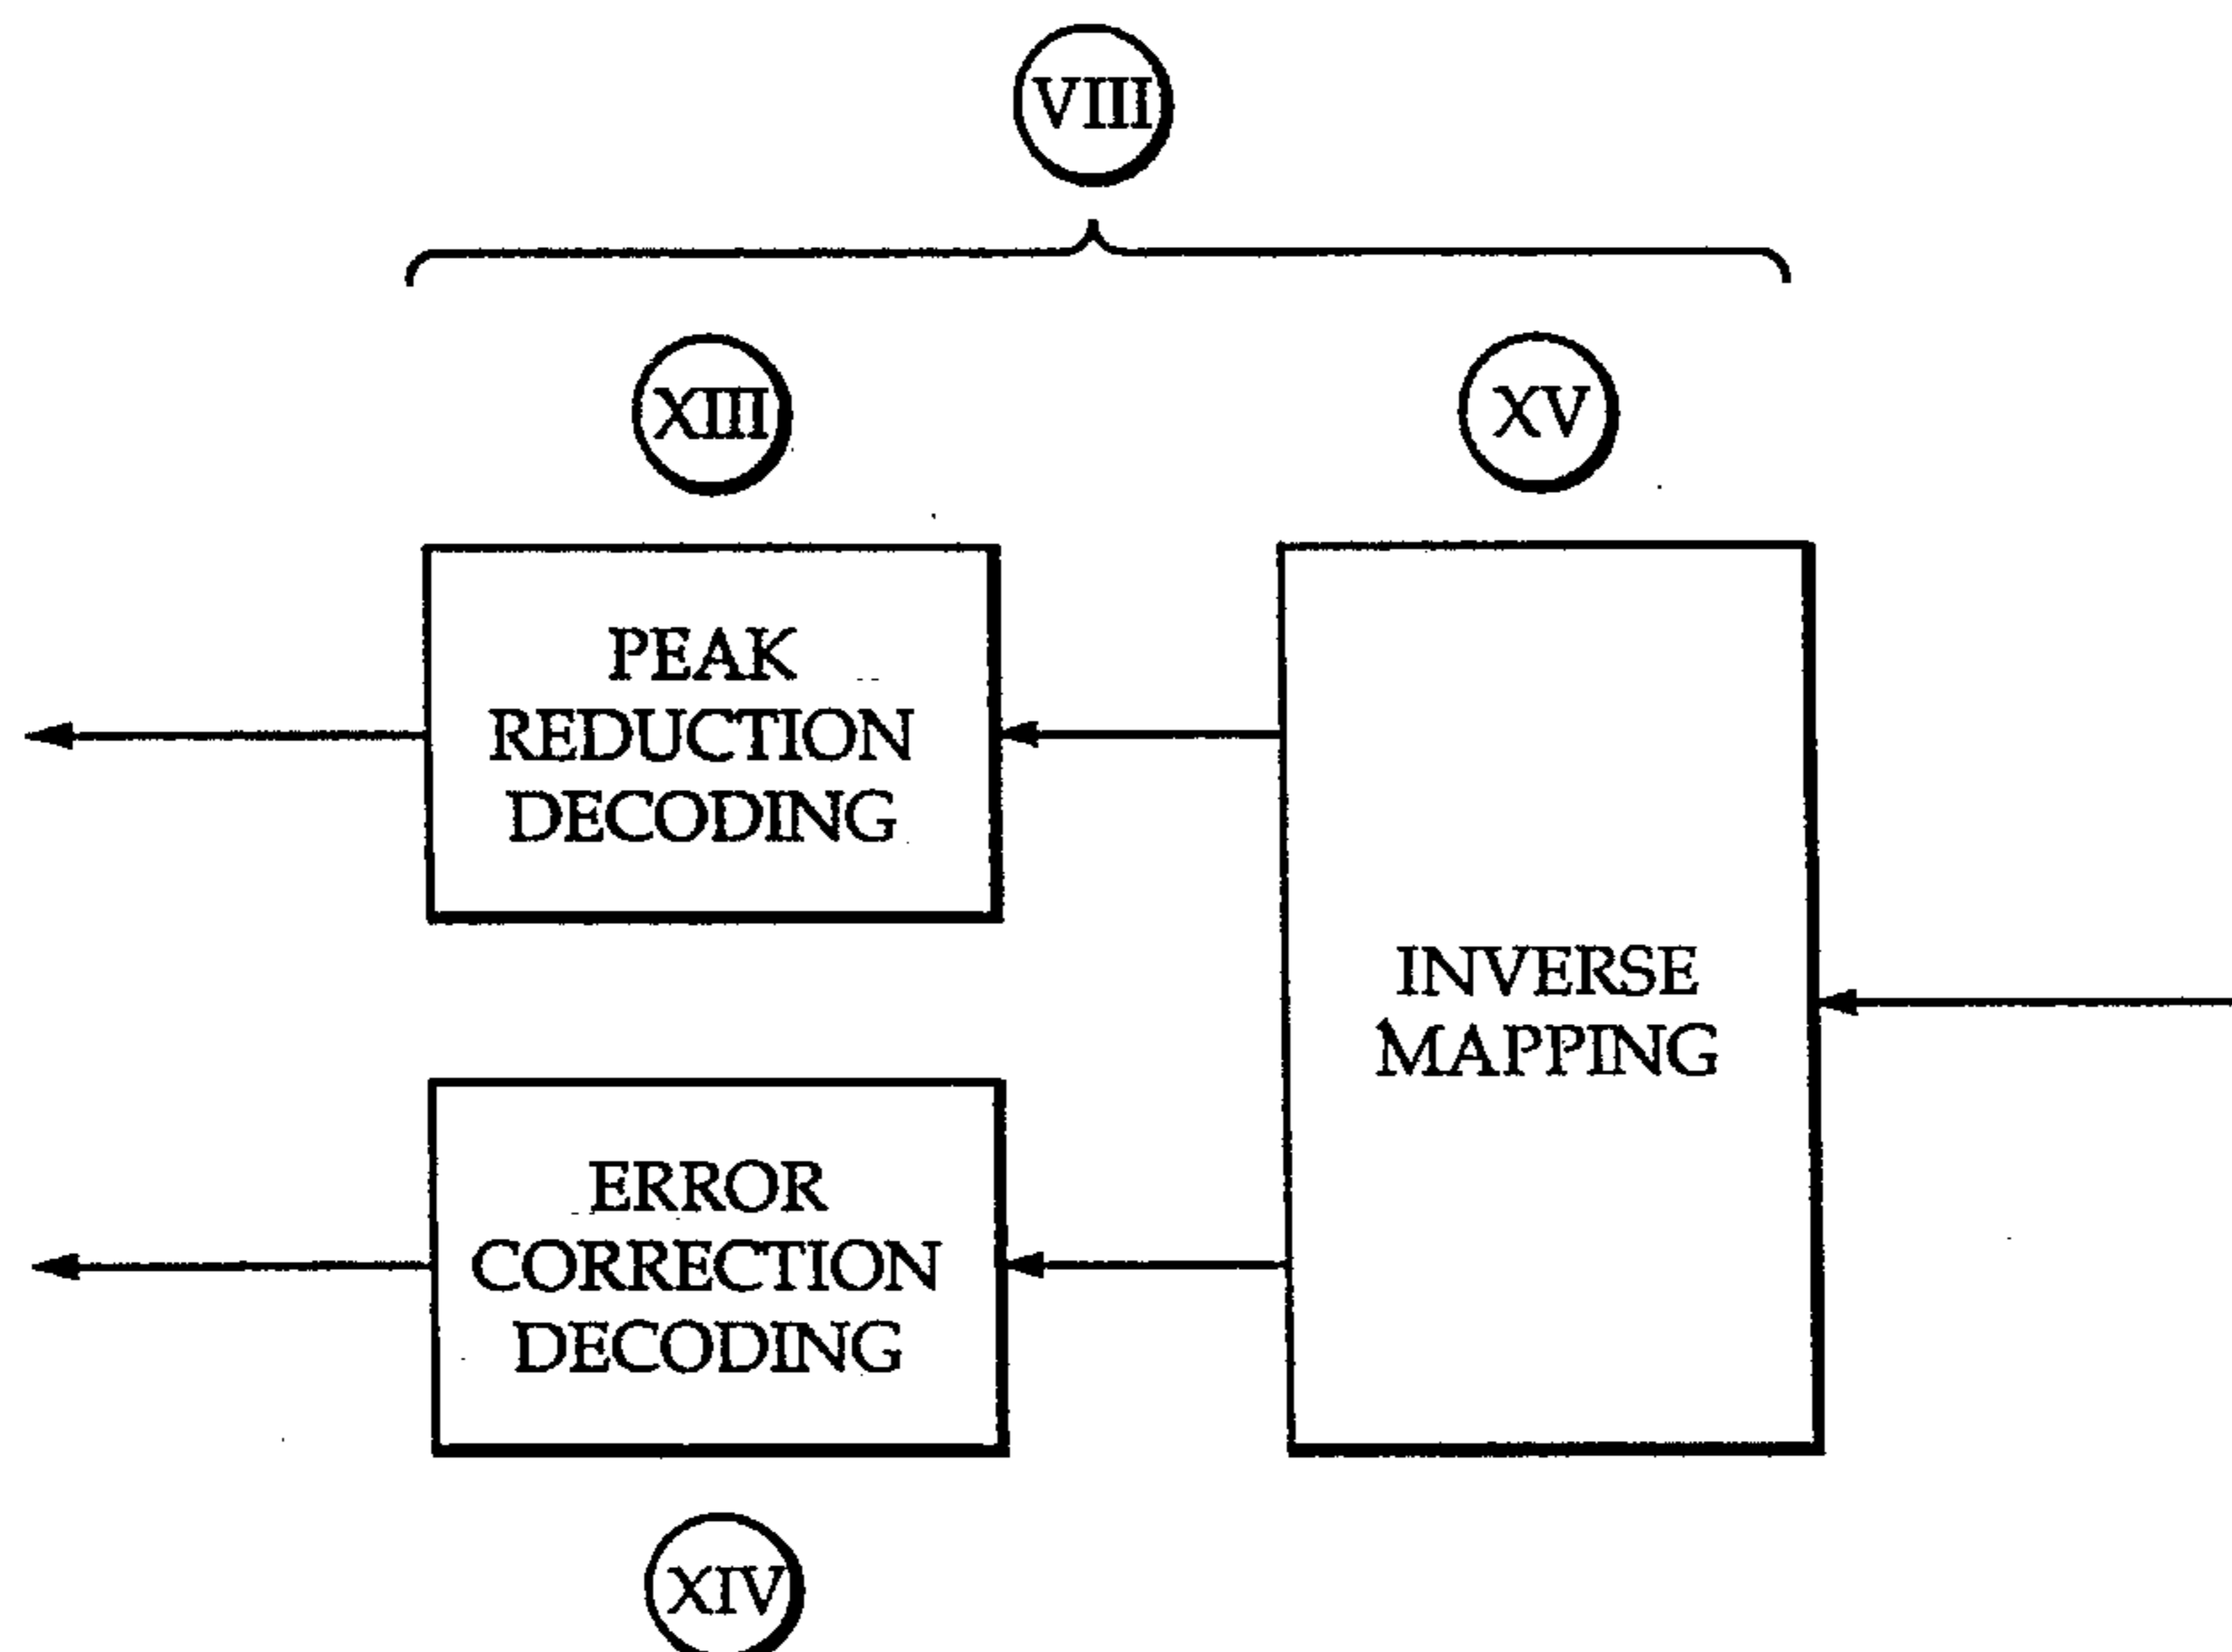 VIII
XIII
XV
PEAK
REDUCTION
DECODING
INVERSE
MAPPING
ERROR
CORRECTION
DECODING
XIV